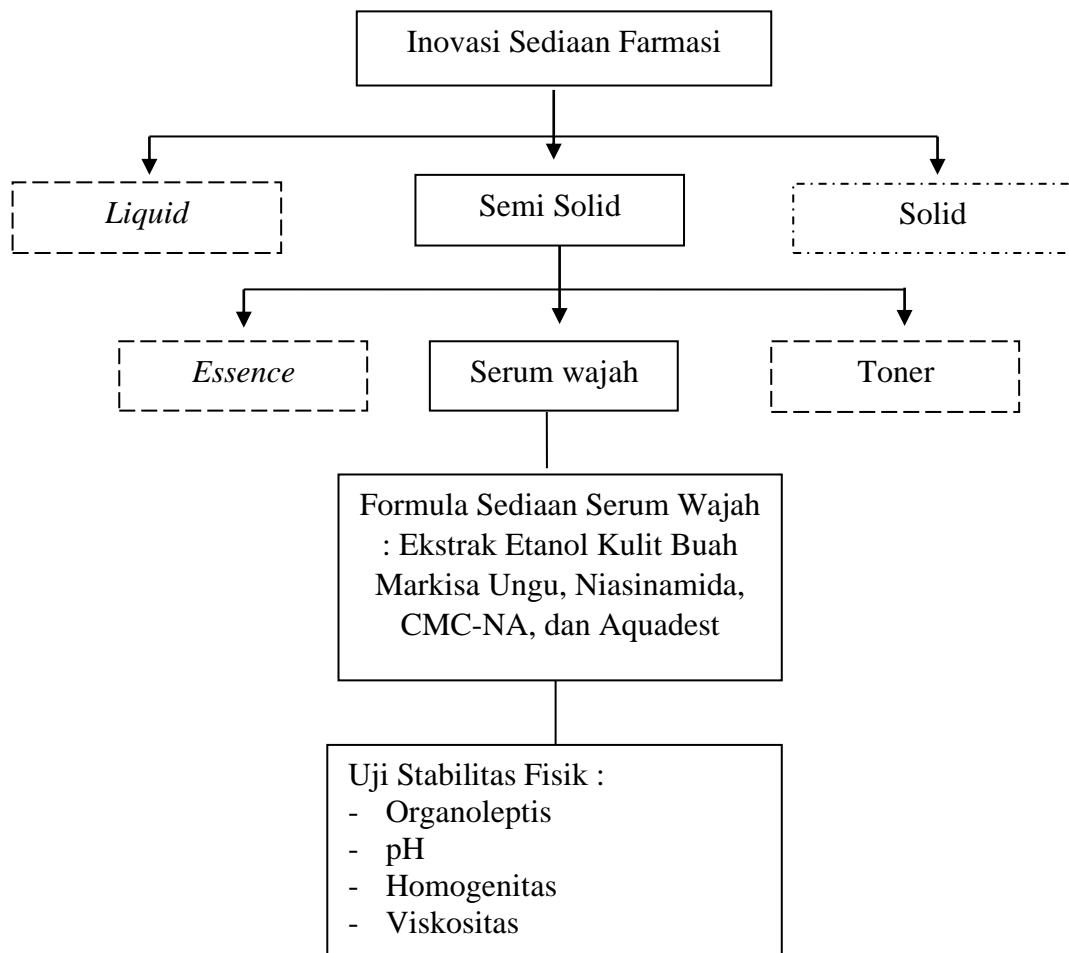 Inovasi Sediaan Farmasi
Liquid
Semi Solid
Solid
Essence
Serum wajah
Toner
Formula Sediaan Serum Wajah
: Ekstrak Etanol Kulit Buah
Markisa Ungu, Niasinamida,
CMC-NA, dan Aquadest
Uji Stabilitas Fisik :
- Organoleptis
- pH
- Homogenitas
- Viskositas